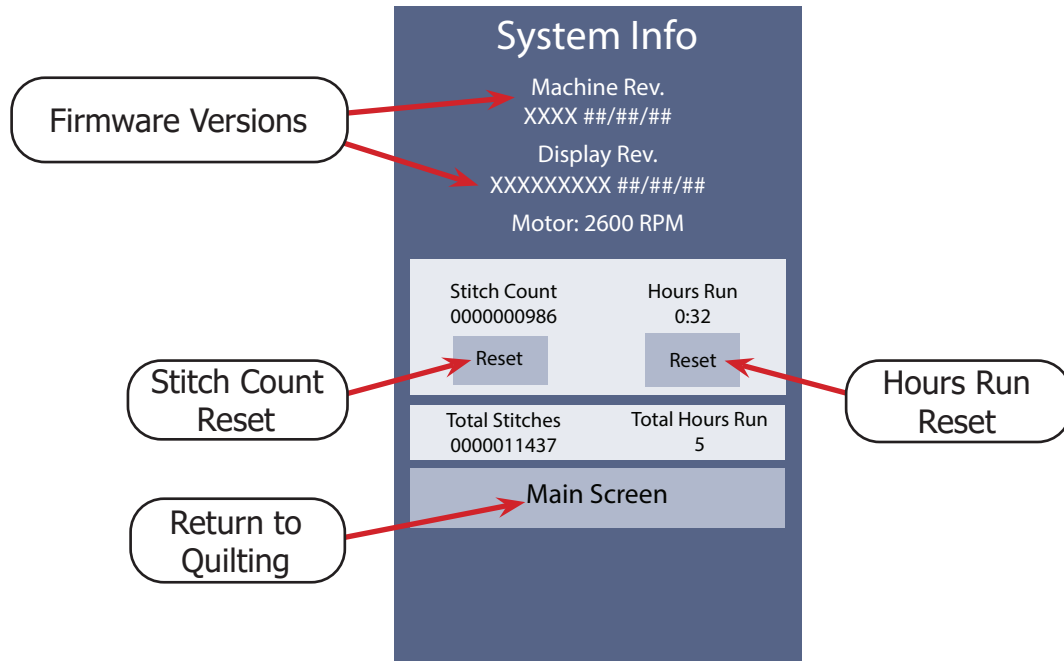 System Info
Machine Rev.
XXXX ##/##/##
Display Rev.
XXXXXXXXX ##/##/##
Motor: 2600 RPM
Firmware Versions
Stitch Count
0000000986
Reset
Hours Run
0:32
Reset
Stitch Count
Reset
Hours Run
Reset
Total Stitches
0000011437
Total Hours Run
5
Main Screen
Return to
Quilting